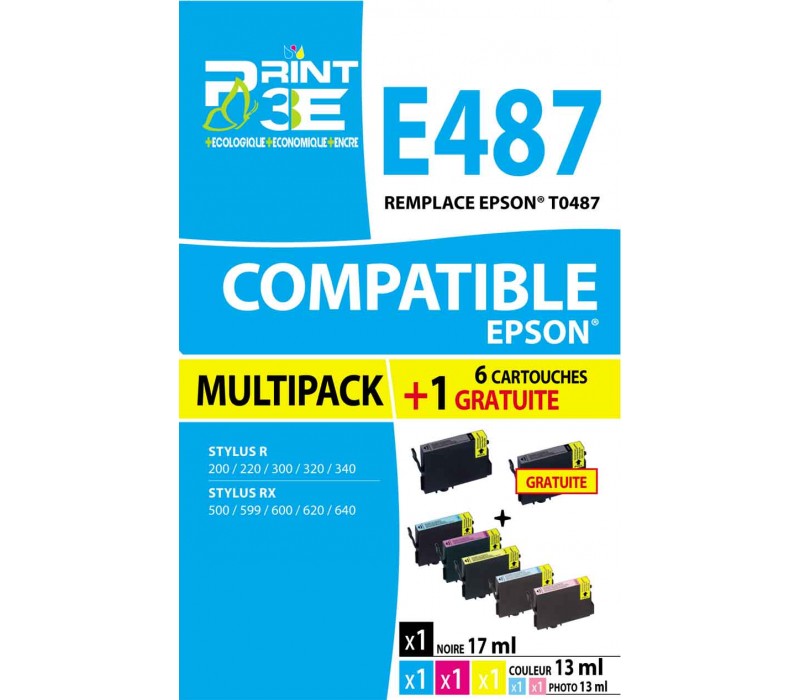 PRINT
3E
+ECOLOGIQUE+ECONOMIQUE+ENCRE
E487
REMPLACE EPSON® T0487
COMPATIBLE
EPSON®
MULTIPACK
6 CARTOUCHES
+1 GRATUITE
STYLUS R
200 / 220 / 300 / 320 / 340
STYLUS RX
500 / 599 / 600 / 620 / 640
GRATUITE
+
x1 NOIRE 17 ml
x1 x1 x1 COULEUR 13 ml
x1 x1 PHOTO 13 ml